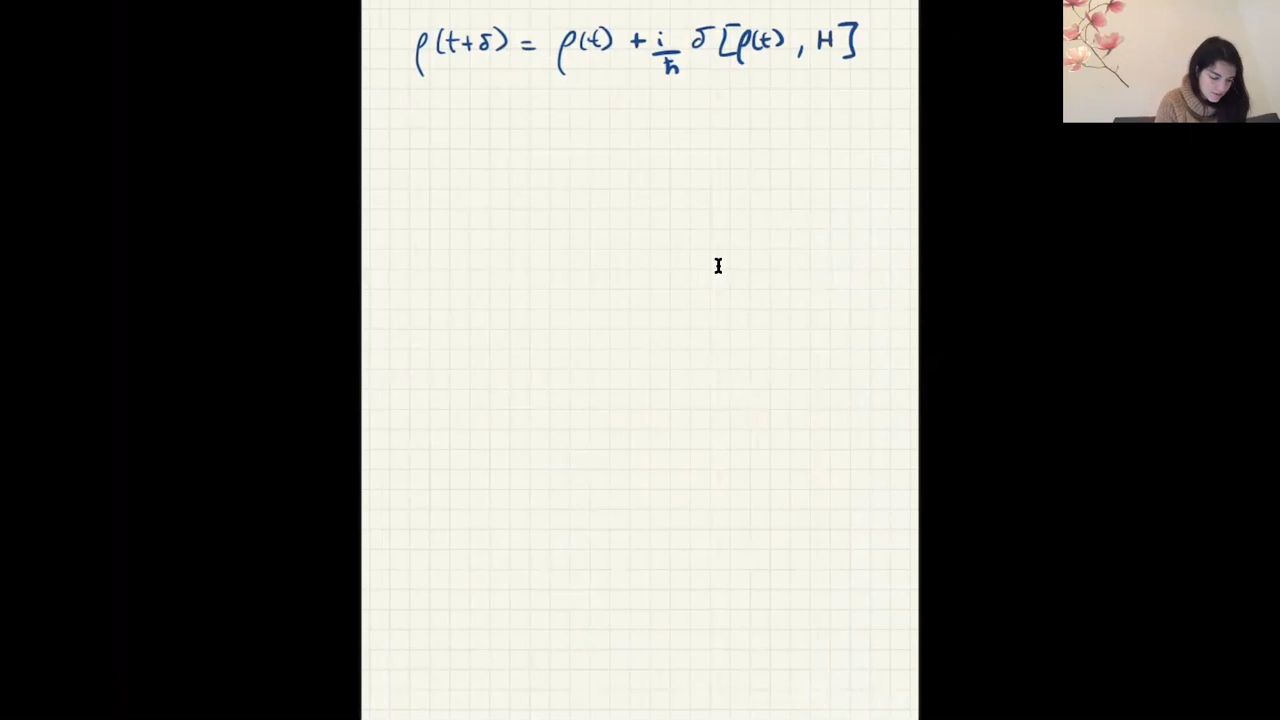 ρ(t+δ) = ρ(t) + i/ħ δ [ρ(t) , H]